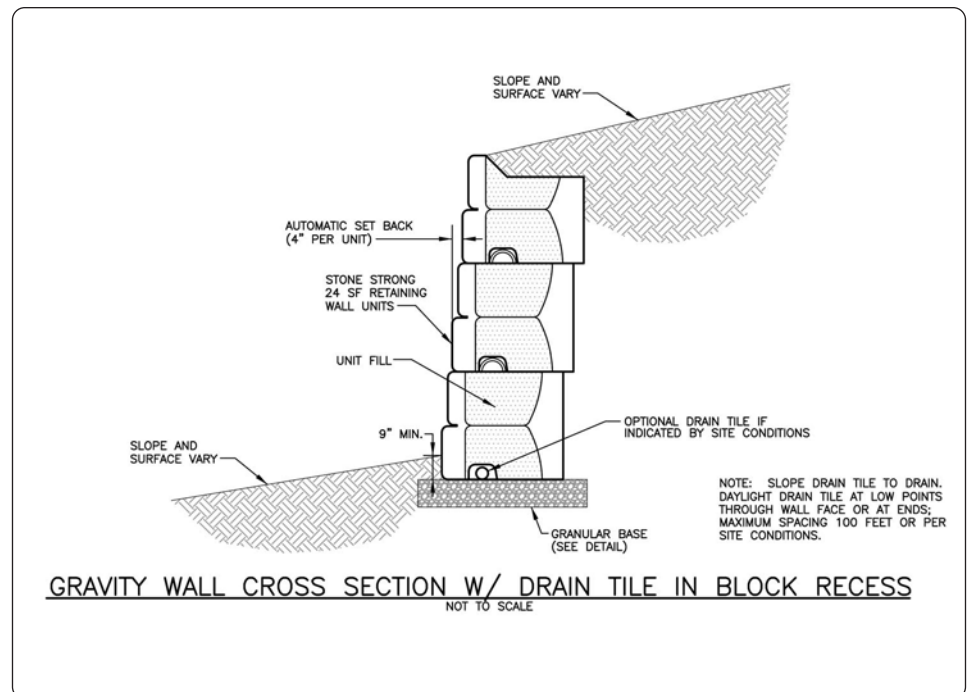 SLOPE AND
SURFACE VARY
AUTOMATIC SET BACK
(4" PER UNIT)
STONE STRONG
24 SF RETAINING
WALL UNITS
UNIT FILL
9" MIN.
OPTIONAL DRAIN TILE IF
INDICATED BY SITE CONDITIONS
SLOPE AND
SURFACE VARY
NOTE: SLOPE DRAIN TILE TO DRAIN.
DAYLIGHT DRAIN TILE AT LOW POINTS
THROUGH WALL FACE OR AT ENDS;
MAXIMUM SPACING 100 FEET OR PER
SITE CONDITIONS.
GRANULAR BASE
(SEE DETAIL)
GRAVITY WALL CROSS SECTION W/ DRAIN TILE IN BLOCK RECESS
NOT TO SCALE